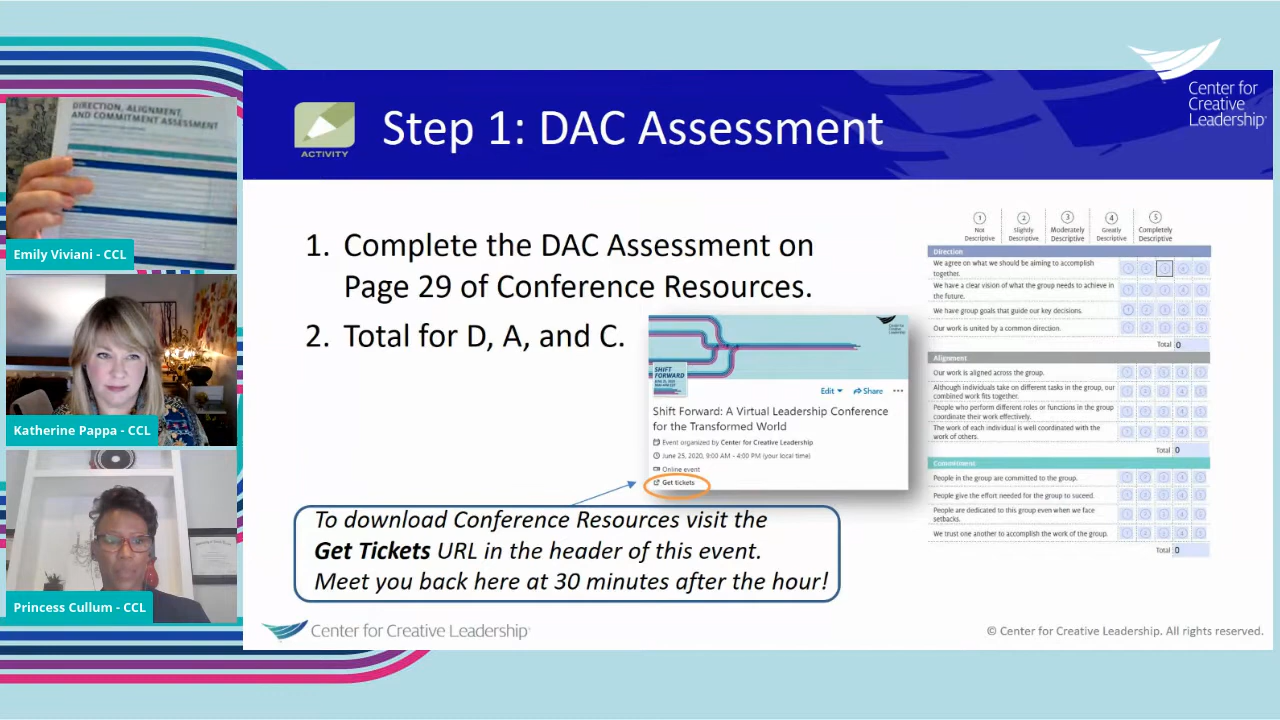 DIRECTION, ALIGNMENT,
AND COMMITMENT ASSESSMENT
Emily Viviani - CCL
Katherine Pappa - CCL
Princess Cullum - CCL
Center for
Creative
Leadership
ACTIVITY
Step 1: DAC Assessment
1. Complete the DAC Assessment on
Page 29 of Conference Resources.
2. Total for D, A, and C.
SHIFT
FORWARD
Edit
Share
Shift Forward: A Virtual Leadership Conference
for the Transformed World
Event organized by Center for Creative Leadership
June 25, 2020, 9:00 AM - 4:00 PM (your local time)
Online event
Get tickets
To download Conference Resources visit the
Get Tickets URL in the header of this event.
Meet you back here at 30 minutes after the hour!
1 2 3 4 5
Not Slightly Moderately Greatly Completely
Descriptive Descriptive Descriptive Descriptive Descriptive
Direction
We agree on what we should be aiming to accomplish
together.
We have a clear vision of what the group needs to achieve in
the future.
We have group goals that guide our key decisions.
Our work is united by a common direction.
Total 0
Alignment
Our work is aligned across the group.
Although individuals take on different tasks in the group, our
combined work fits together.
People who perform different roles or functions in the group
coordinate their work effectively.
The work of each individual is well coordinated with the
work of others.
Total 0
Commitment
People in the group are committed to the group.
People give the effort needed for the group to suceed.
People are dedicated to this group even when we face
setbacks.
We trust one another to accomplish the work of the group.
Total 0
Center for Creative Leadership
© Center for Creative Leadership. All rights reserved.